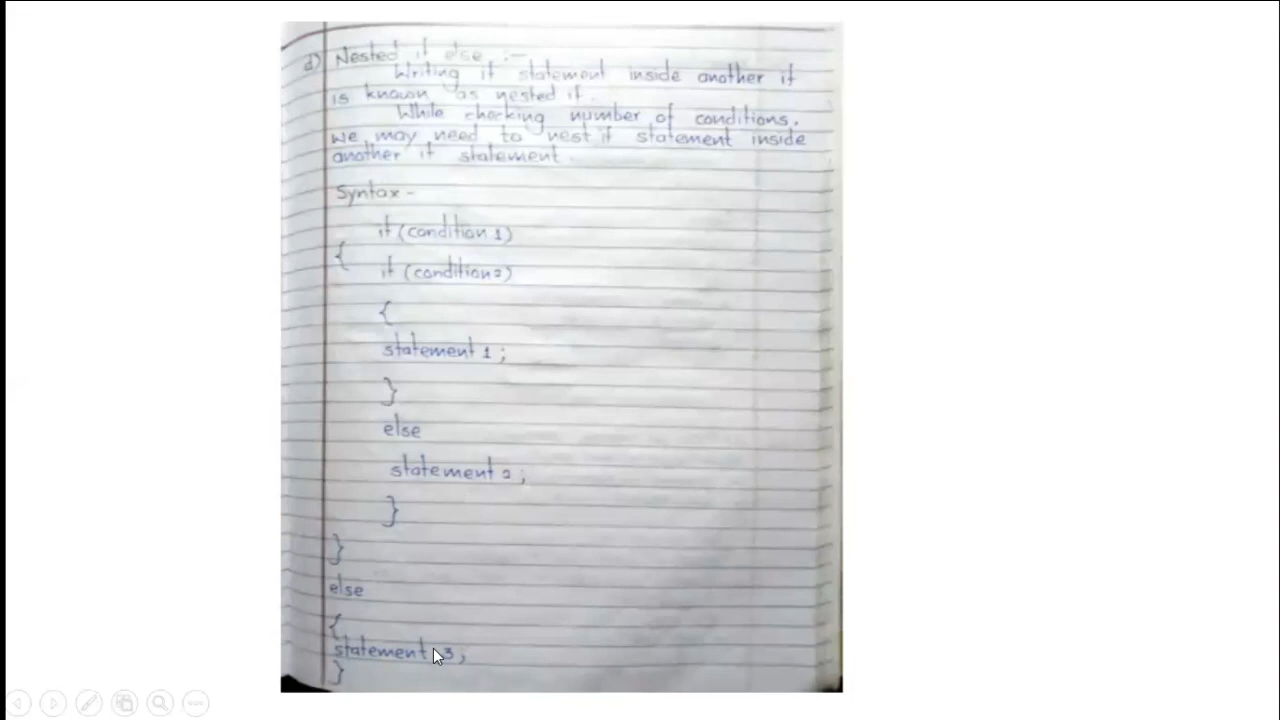 d) Nested if else :-
Writing if statement inside another if
is known as nested if.
While checking number of conditions,
we may need to nest if statement inside
another if statement.
Syntax -
if (condition 1)
{
if (condition2)
{
statement 1 ;
}
else
statement 2 ;
}
}
else
{
statement 3 ;
}